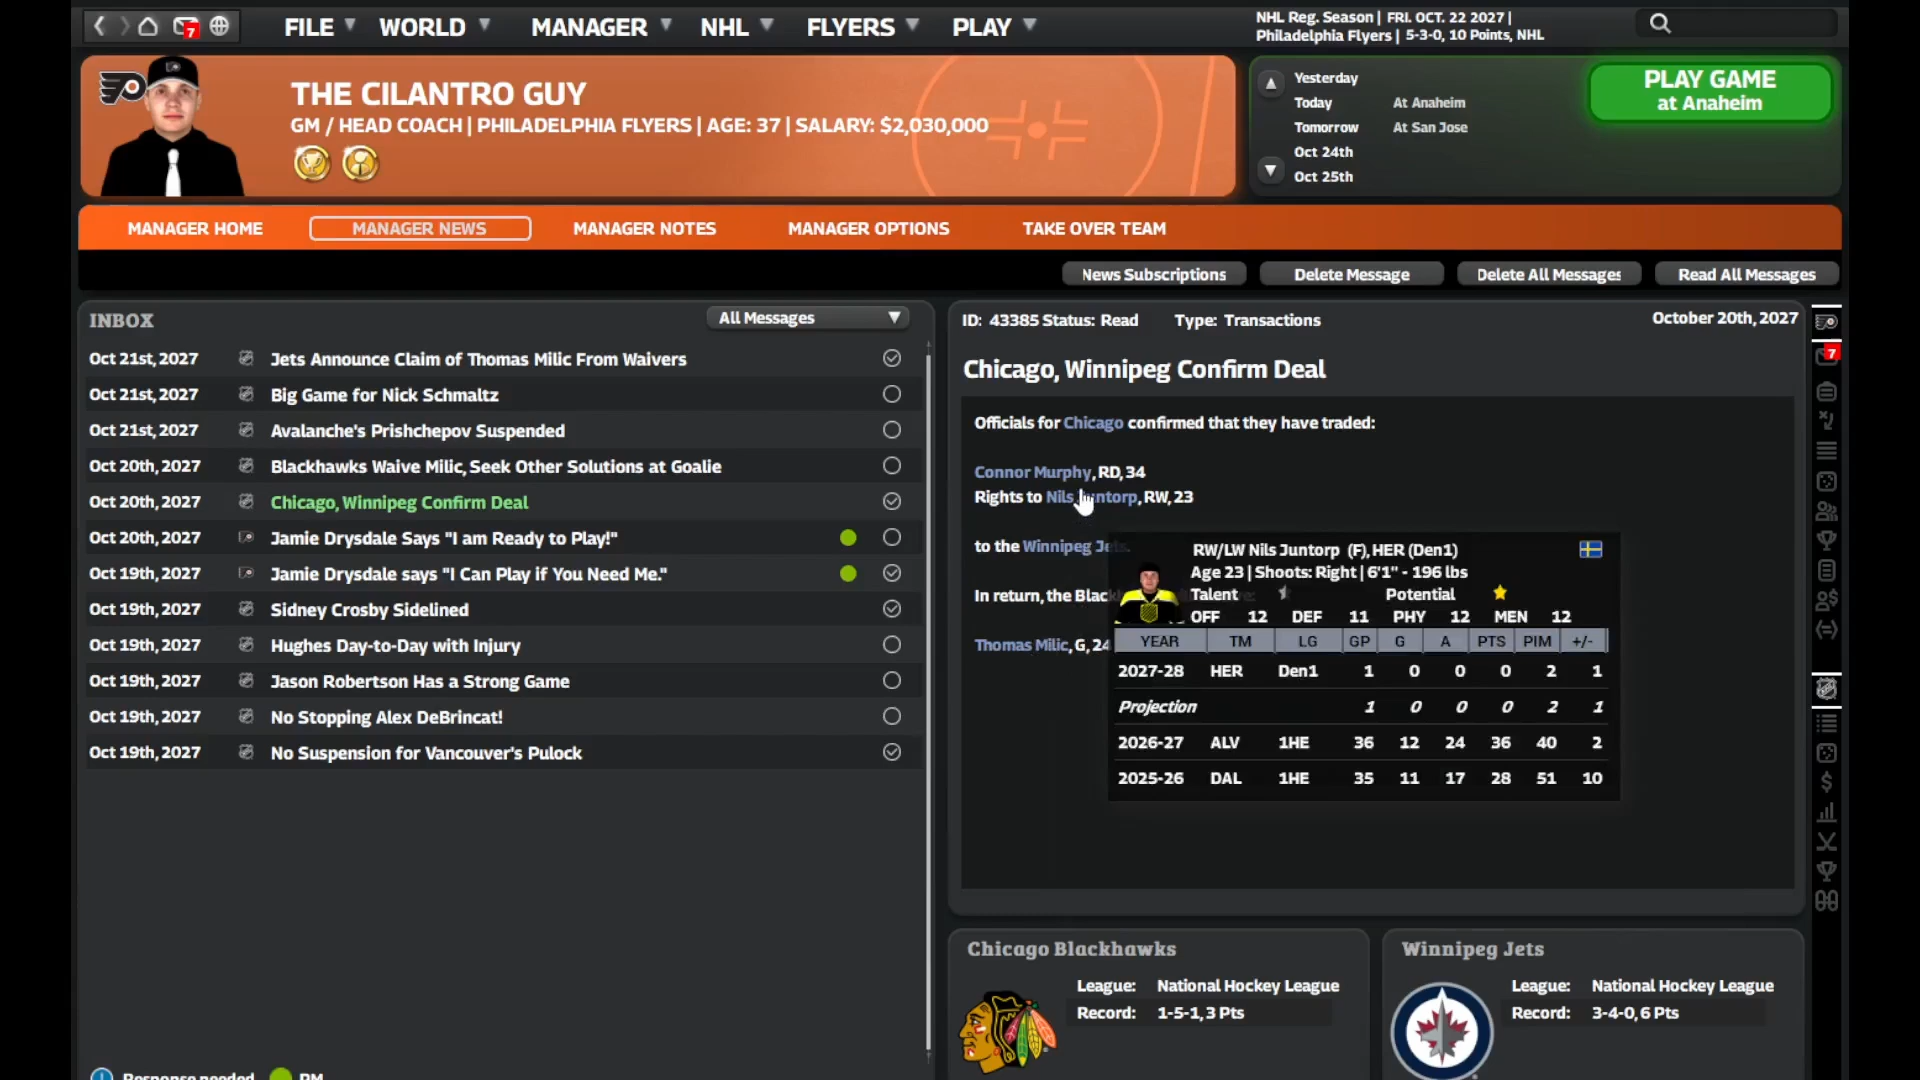 7
FILE
WORLD
MANAGER
NHL
FLYERS
PLAY
NHL Reg. Season | FRI. OCT. 22 2027 |
Philadelphia Flyers | 5-3-0, 10 Points, NHL
THE CILANTRO GUY
GM / HEAD COACH | PHILADELPHIA FLYERS | AGE: 37 | SALARY: $2,030,000
Yesterday
Today At Anaheim
Tomorrow At San Jose
Oct 24th
Oct 25th
PLAY GAME
at Anaheim
MANAGER HOME
MANAGER NEWS
MANAGER NOTES
MANAGER OPTIONS
TAKE OVER TEAM
News Subscriptions
Delete Message
Delete All Messages
Read All Messages
INBOX
All Messages
Oct 21st, 2027 Jets Announce Claim of Thomas Milic From Waivers
Oct 21st, 2027 Big Game for Nick Schmaltz
Oct 21st, 2027 Avalanche's Prishchepov Suspended
Oct 20th, 2027 Blackhawks Waive Milic, Seek Other Solutions at Goalie
Oct 20th, 2027 Chicago, Winnipeg Confirm Deal
Oct 20th, 2027 Jamie Drysdale Says "I am Ready to Play!"
Oct 19th, 2027 Jamie Drysdale says "I Can Play if You Need Me."
Oct 19th, 2027 Sidney Crosby Sidelined
Oct 19th, 2027 Hughes Day-to-Day with Injury
Oct 19th, 2027 Jason Robertson Has a Strong Game
Oct 19th, 2027 No Stopping Alex DeBrincat!
Oct 19th, 2027 No Suspension for Vancouver's Pulock
Response needed PM
ID: 43385 Status: Read Type: Transactions October 20th, 2027
7
Chicago, Winnipeg Confirm Deal
Officials for Chicago confirmed that they have traded:
Connor Murphy, RD, 34
Rights to Nils Juntorp, RW, 23
to the Winnipeg Jets.
In return, the Black
Thomas Milic, G, 24
RW/LW Nils Juntorp (F), HER (Den1)
Age 23 | Shoots: Right | 6'1" - 196 lbs
Talent Potential
OFF 12 DEF 11 PHY 12 MEN 12
YEAR TM LG GP G A PTS PIM +/-
2027-28 HER Den1 1 0 0 0 2 1
Projection 1 0 0 0 2 1
2026-27 ALV 1HE 36 12 24 36 40 2
2025-26 DAL 1HE 35 11 17 28 51 10
Chicago Blackhawks
League: National Hockey League
Record: 1-5-1, 3 Pts
Winnipeg Jets
League: National Hockey League
Record: 3-4-0, 6 Pts